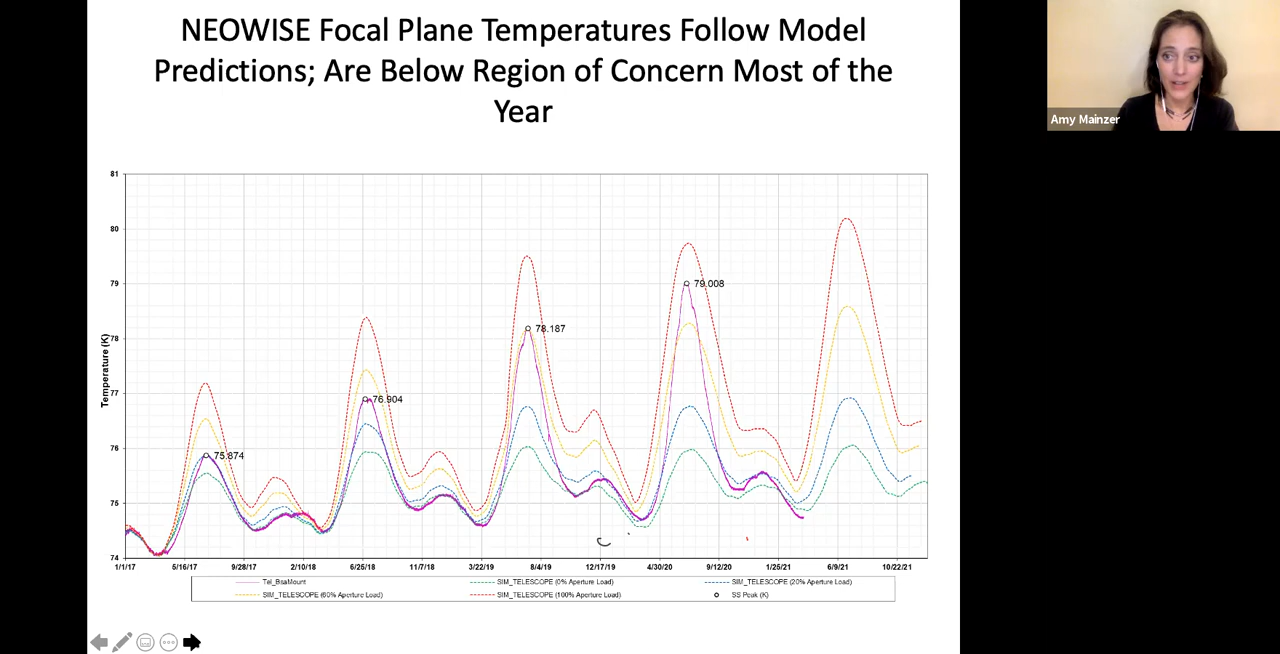 NEOWISE Focal Plane Temperatures Follow Model
Predictions; Are Below Region of Concern Most of the
Year
Amy Mainzer
81
80
79
78
77
76
75
74
Temperature (K)
75.874
76.904
78.187
79.008
1/1/17 5/16/17 9/28/17 2/10/18 6/25/18 11/7/18 3/22/19 8/4/19 12/17/19 4/30/20 9/12/20 1/25/21 6/9/21 10/22/21
Tel_BsaMount SIM_TELESCOPE (0% Aperture Load) SIM_TELESCOPE (20% Aperture Load)
SIM_TELESCOPE (60% Aperture Load) SIM_TELESCOPE (100% Aperture Load) SS Peak (K)